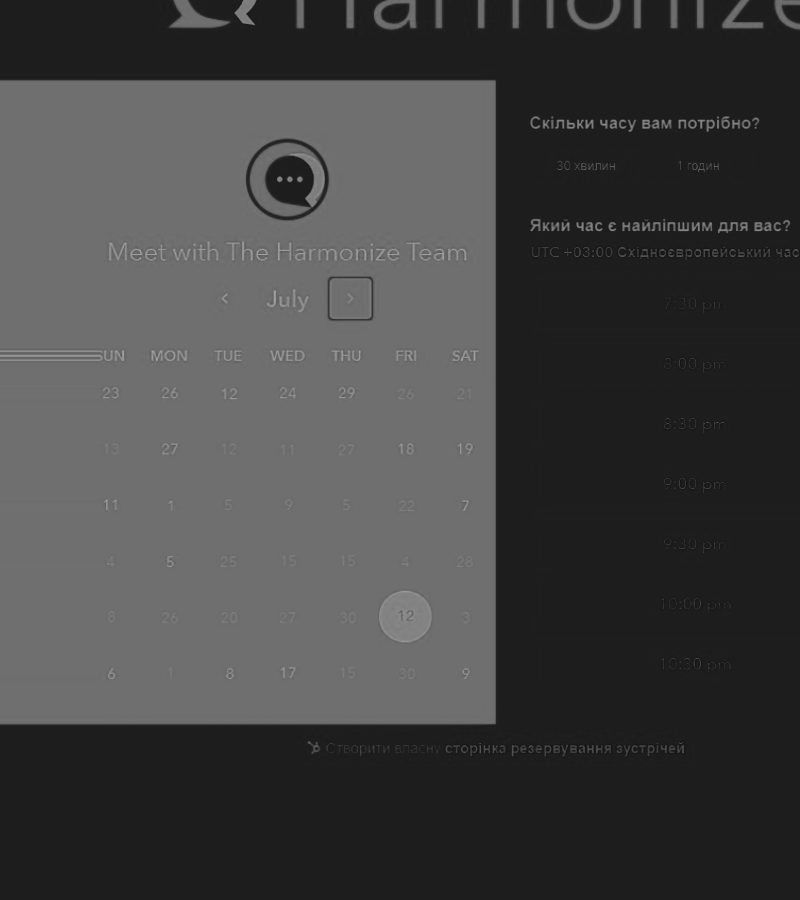 Harmonize
Meet with The Harmonize Team
July
SUN MON TUE WED THU FRI SAT
23 26 12 24 29 26 21
13 27 12 11 27 18 19
11 1 5 9 5 22 7
4 5 25 15 15 4 28
8 26 20 27 30 12 3
6 1 8 17 15 30 9
Скільки часу вам потрібно?
30 хвилин 1 годин
Який час є найліпшим для вас?
UTC +03:00 Східноєвропейський час
7:30 pm
8:00 pm
8:30 pm
9:00 pm
9:30 pm
10:00 pm
10:30 pm
Створити власну сторінка резервування зустрічей